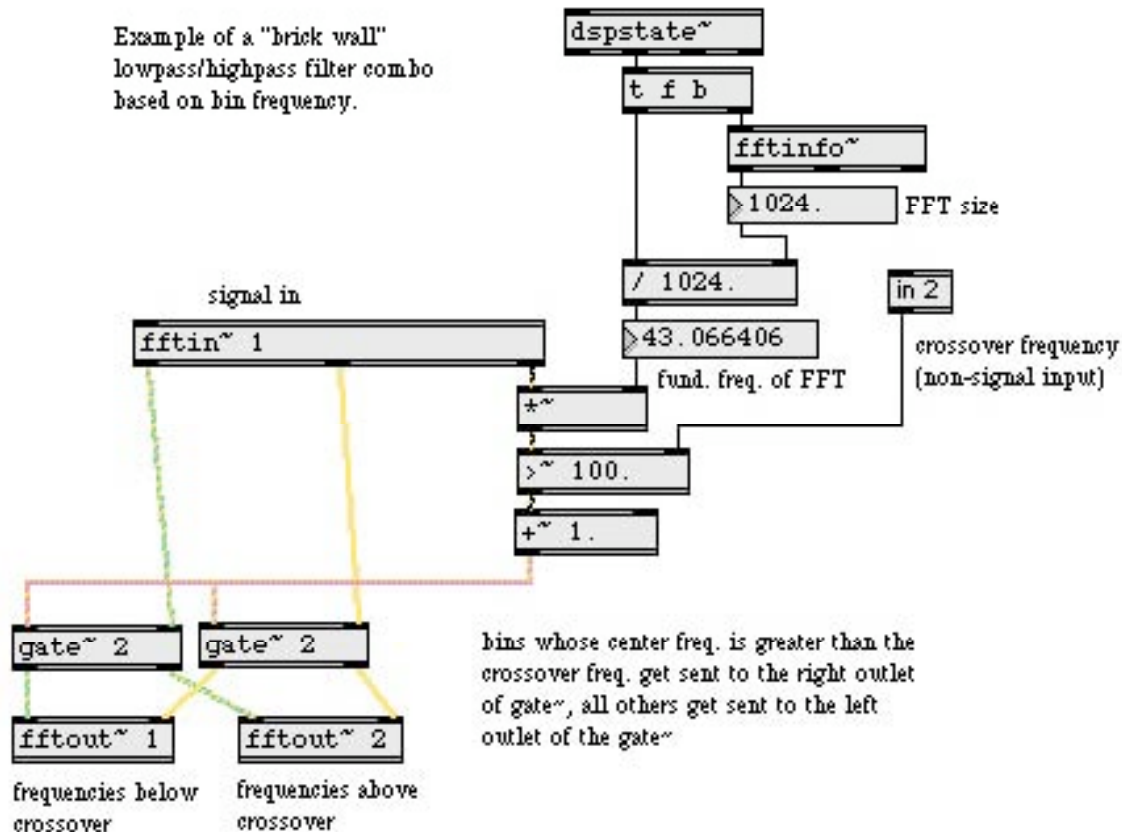 Example of a "brick wall"
lowpass/highpass filter combo
based on bin frequency.
dspstate~
t f b
fftinfo~
1024.
FFT size
/ 1024.
in 2
signal in
fftin~ 1
43.066406
fund. freq. of FFT
crossover frequency
(non-signal input)
*~
>~ 100.
+~ 1.
gate~ 2
gate~ 2
bins whose center freq. is greater than the
crossover freq. get sent to the right outlet
of gate~, all others get sent to the left
outlet of the gate~
fftout~ 1
fftout~ 2
frequencies below
crossover
frequencies above
crossover